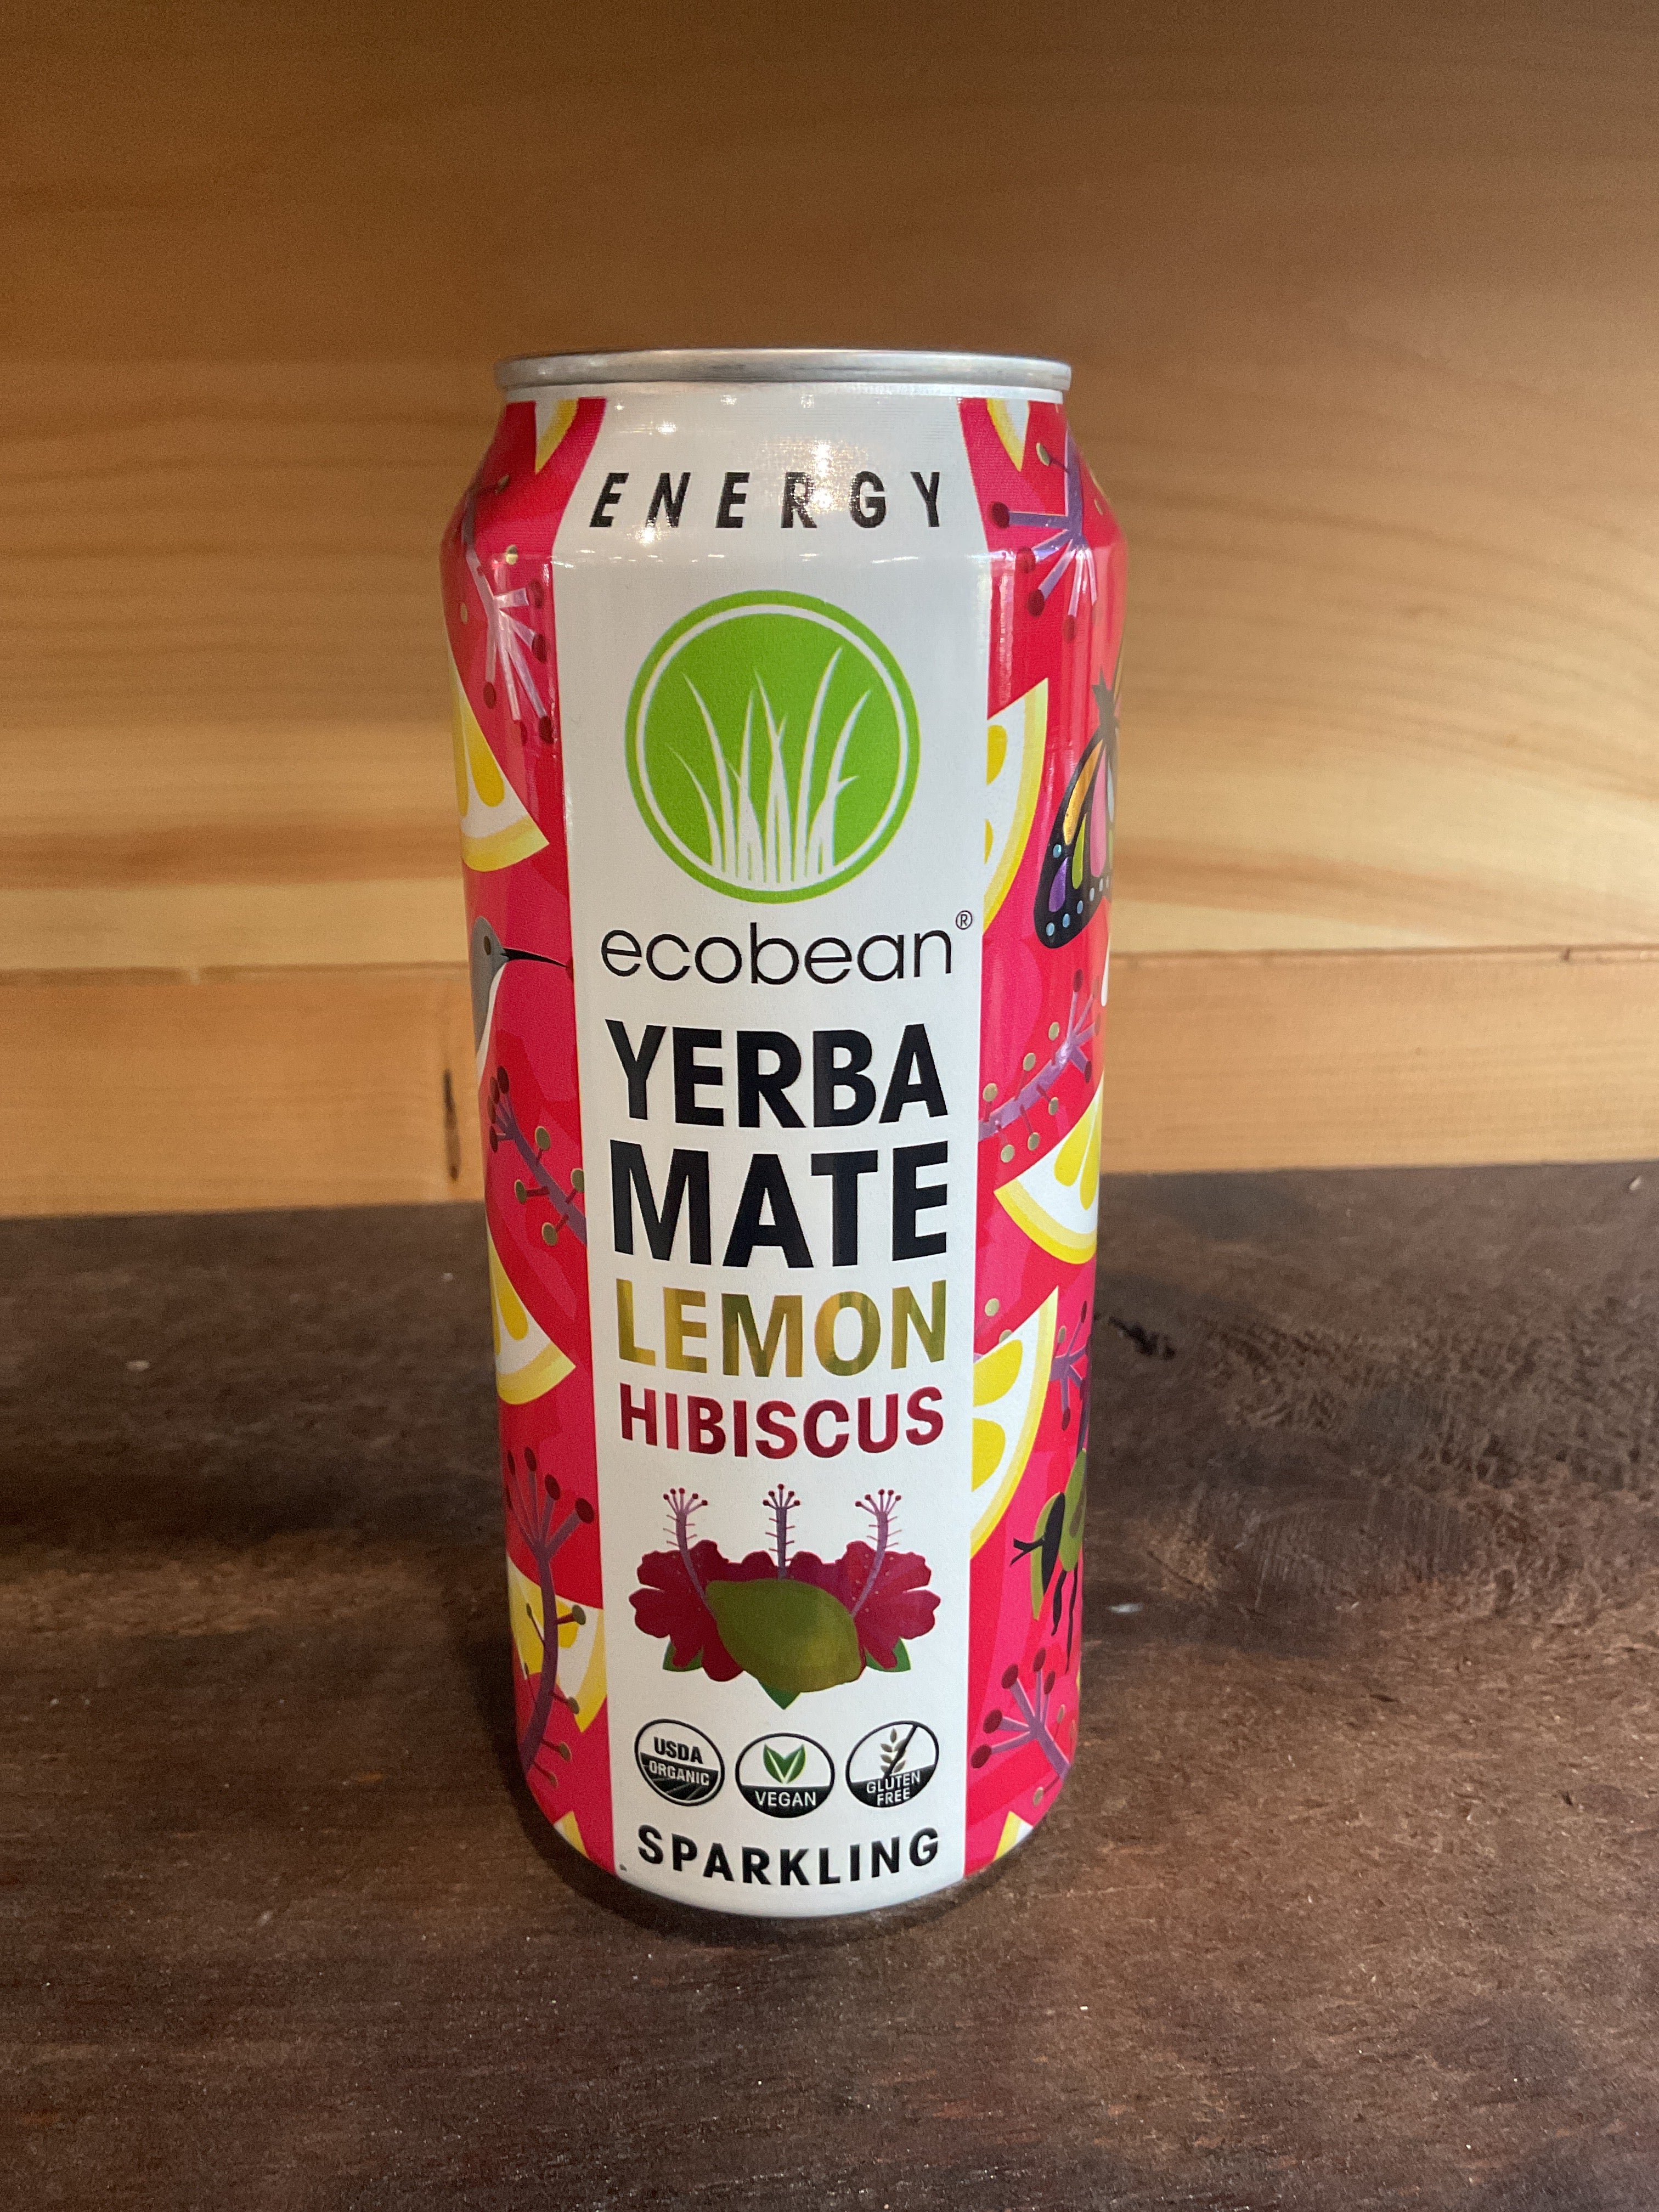 ENERGY
ecobean®
YERBA
MATE
LEMON
HIBISCUS
USDA
ORGANIC
VEGAN
GLUTEN
FREE
SPARKLING